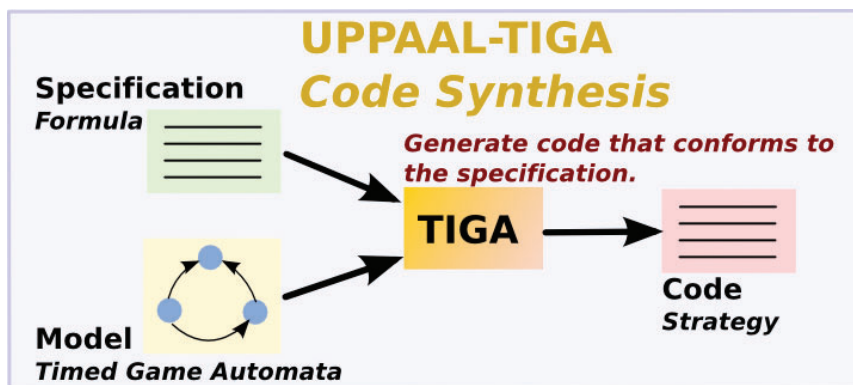 UPPAAL-TIGA
Code Synthesis
Specification
Formula
Generate code that conforms to
the specification.
TIGA
Model
Timed Game Automata
Code
Strategy